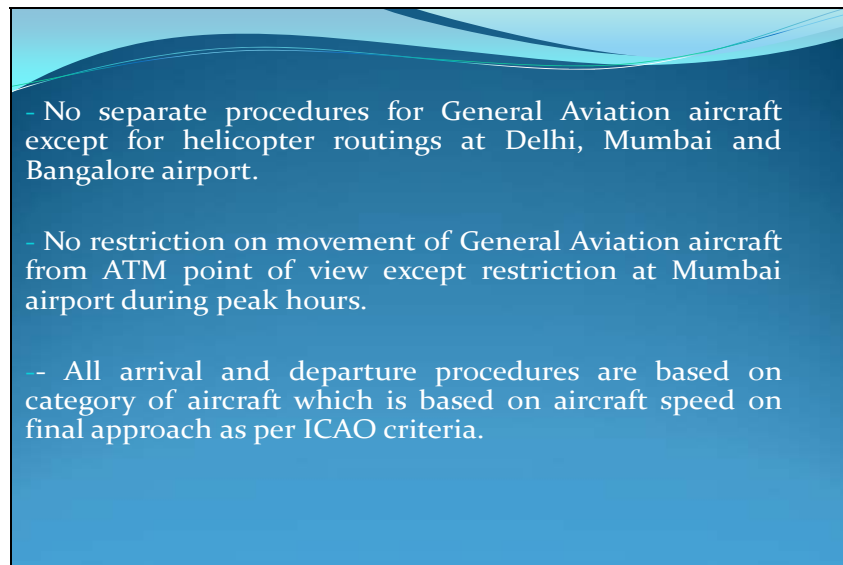 - No separate procedures for General Aviation aircraft
except for helicopter routings at Delhi, Mumbai and
Bangalore airport.
- No restriction on movement of General Aviation aircraft
from ATM point of view except restriction at Mumbai
airport during peak hours.
-- All arrival and departure procedures are based on
category of aircraft which is based on aircraft speed on
final approach as per ICAO criteria.